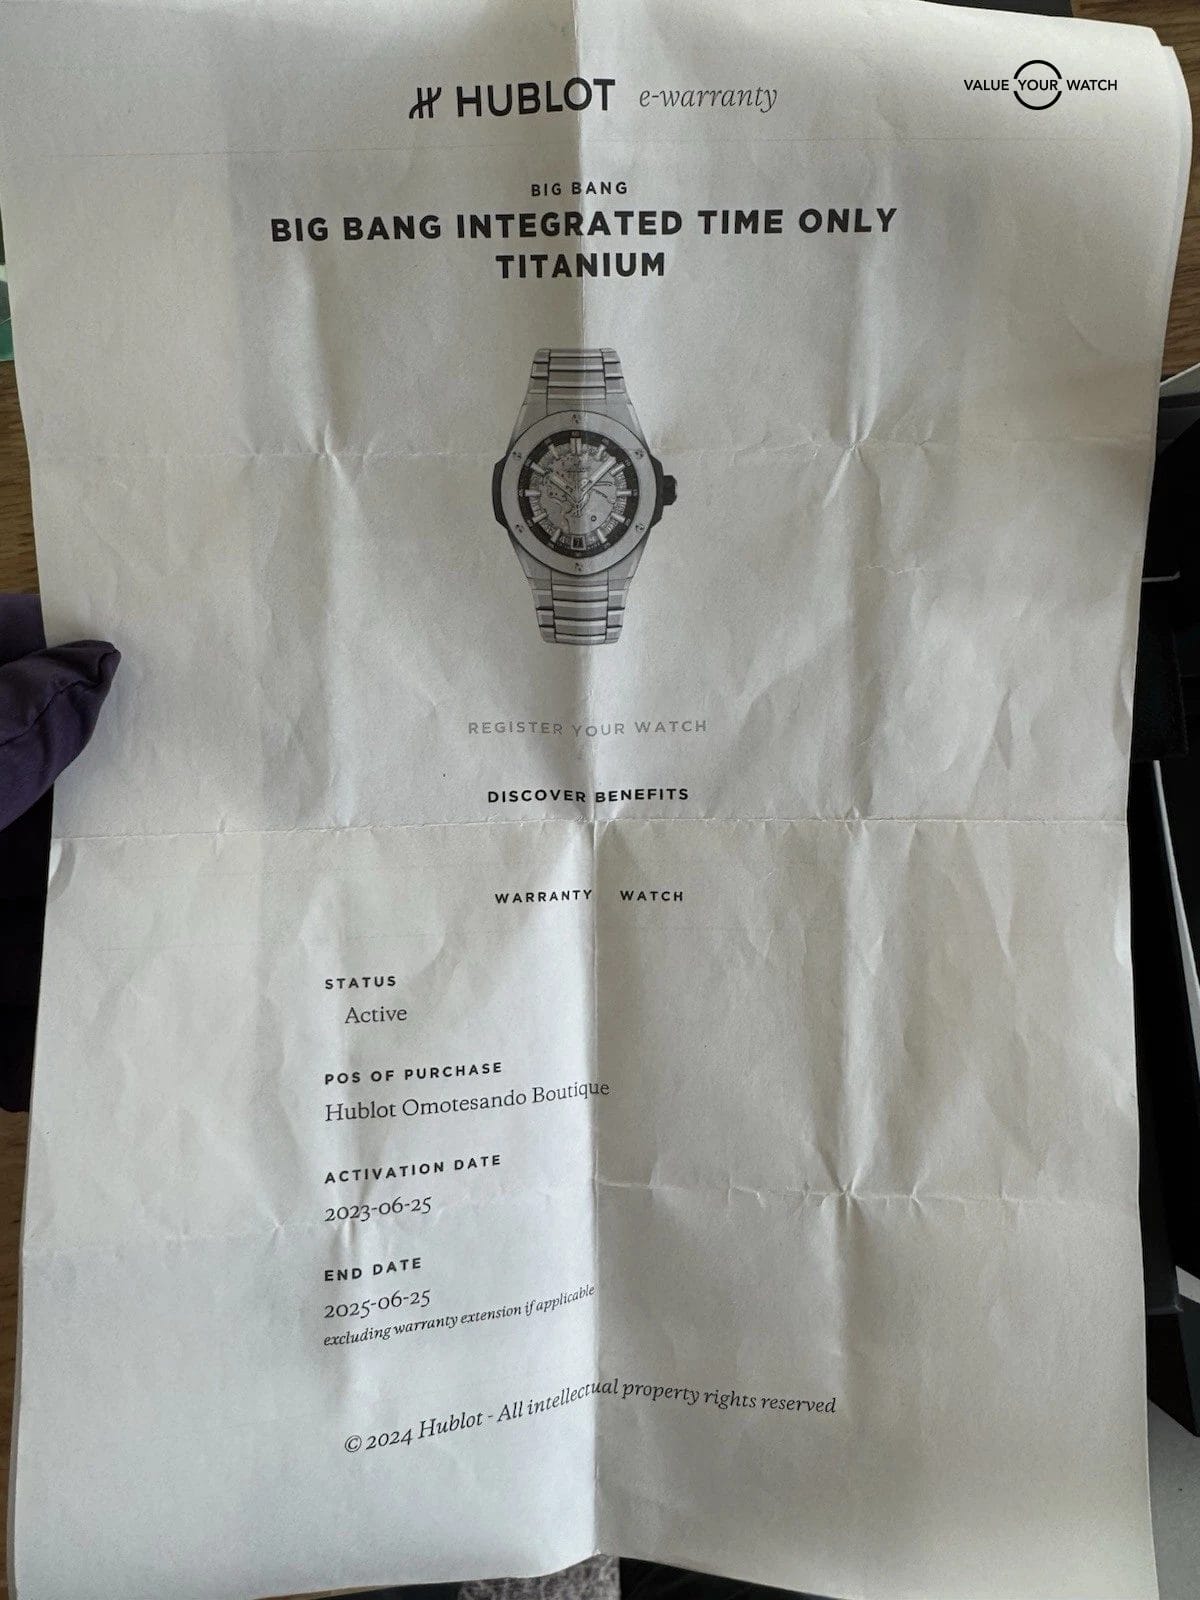 HUBLOT e-warranty
VALUE YOUR WATCH
BIG BANG
BIG BANG INTEGRATED TIME ONLY
TITANIUM
REGISTER YOUR WATCH
DISCOVER BENEFITS
WARRANTY WATCH
STATUS
Active
POS OF PURCHASE
Hublot Omotesando Boutique
ACTIVATION DATE
2023-06-25
END DATE
2025-06-25
excluding warranty extension if applicable
© 2024 Hublot - All intellectual property rights reserved